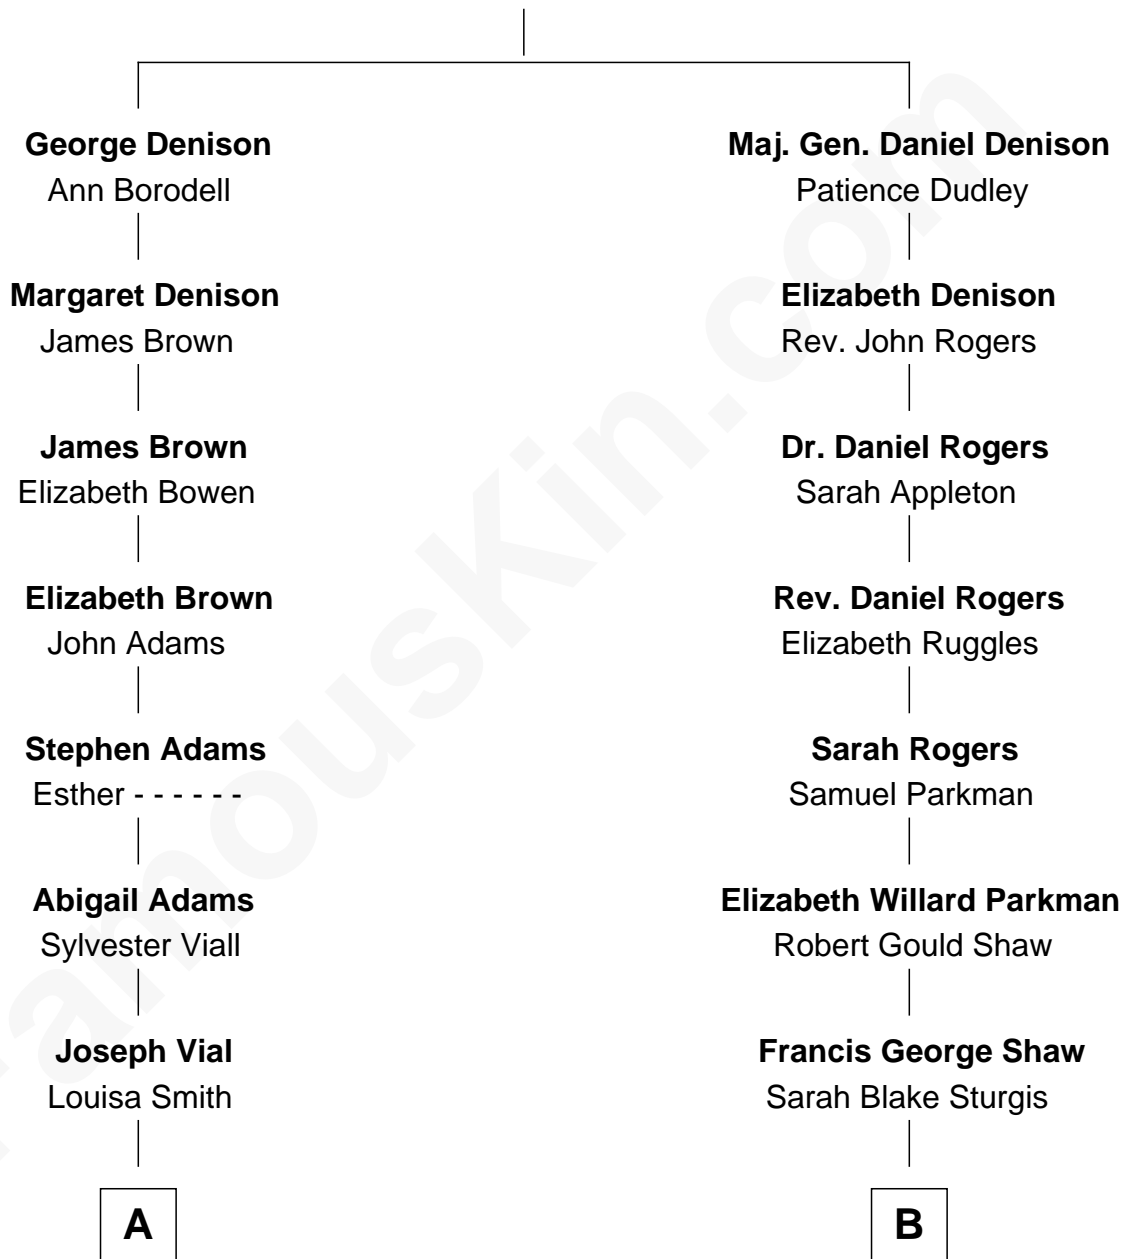 George Denison
Ann Borodell
Maj. Gen. Daniel Denison
Patience Dudley
Margaret Denison
James Brown
Elizabeth Denison
Rev. John Rogers
James Brown
Elizabeth Bowen
Dr. Daniel Rogers
Sarah Appleton
Elizabeth Brown
John Adams
Rev. Daniel Rogers
Elizabeth Ruggles
Stephen Adams
Esther - - - - - -
Sarah Rogers
Samuel Parkman
Abigail Adams
Sylvester Viall
Elizabeth Willard Parkman
Robert Gould Shaw
Joseph Vial
Louisa Smith
Francis George Shaw
Sarah Blake Sturgis
A
B
FamousKin.com